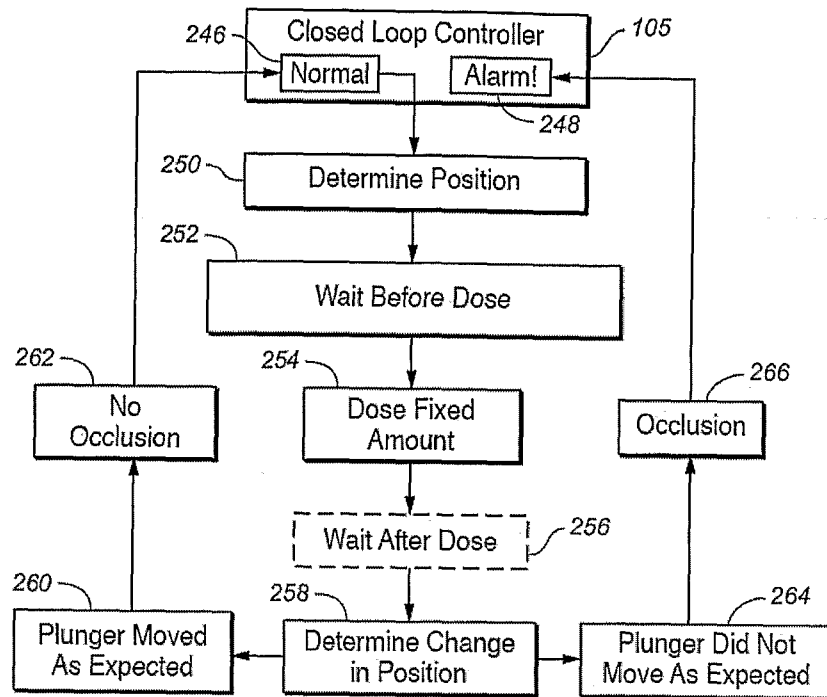 Closed Loop Controller
246
105
Normal
Alarm!
248
250
Determine Position
252
Wait Before Dose
262
254
266
No
Occlusion
Dose Fixed
Amount
Occlusion
Wait After Dose
256
260
258
264
Plunger Moved
As Expected
Determine Change
in Position
Plunger Did Not
Move As Expected